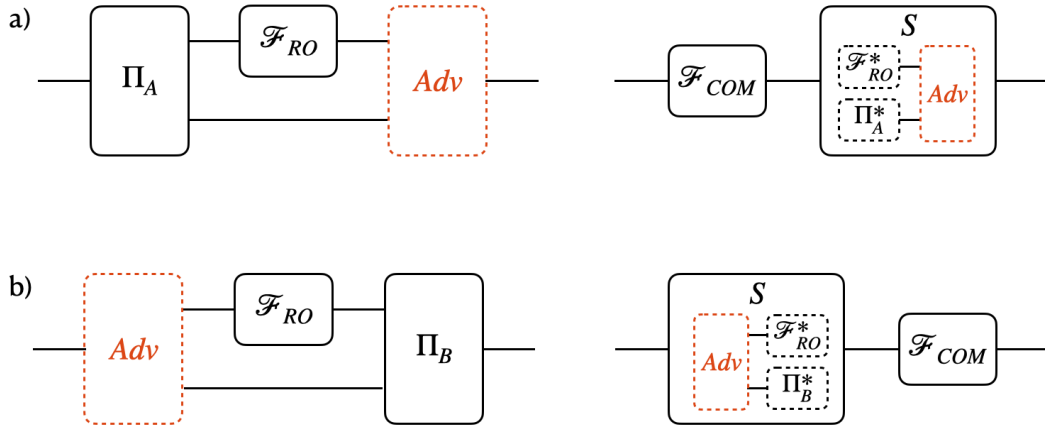 a)
Π_A
ℱ_RO
Adv
ℱ_COM
S
ℱ*_RO
Π*_A
Adv
b)
Adv
ℱ_RO
Π_B
S
Adv
ℱ*_RO
Π*_B
ℱ_COM